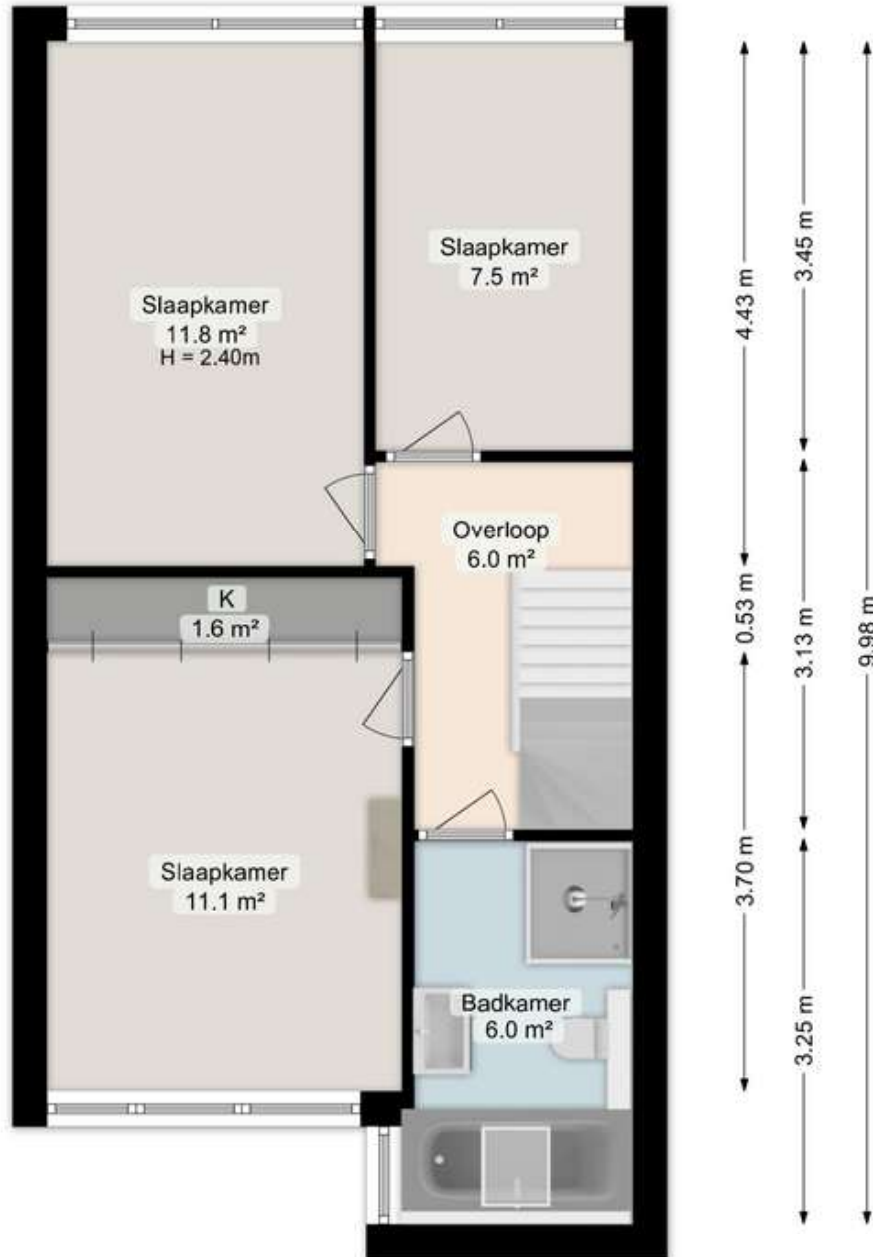 Slaapkamer
7.5 m²
Slaapkamer
11.8 m²
H = 2.40m
Overloop
6.0 m²
K
1.6 m²
Slaapkamer
11.1 m²
Badkamer
6.0 m²
4.43 m
0.53 m
3.70 m
3.45 m
3.13 m
3.25 m
9.98 m